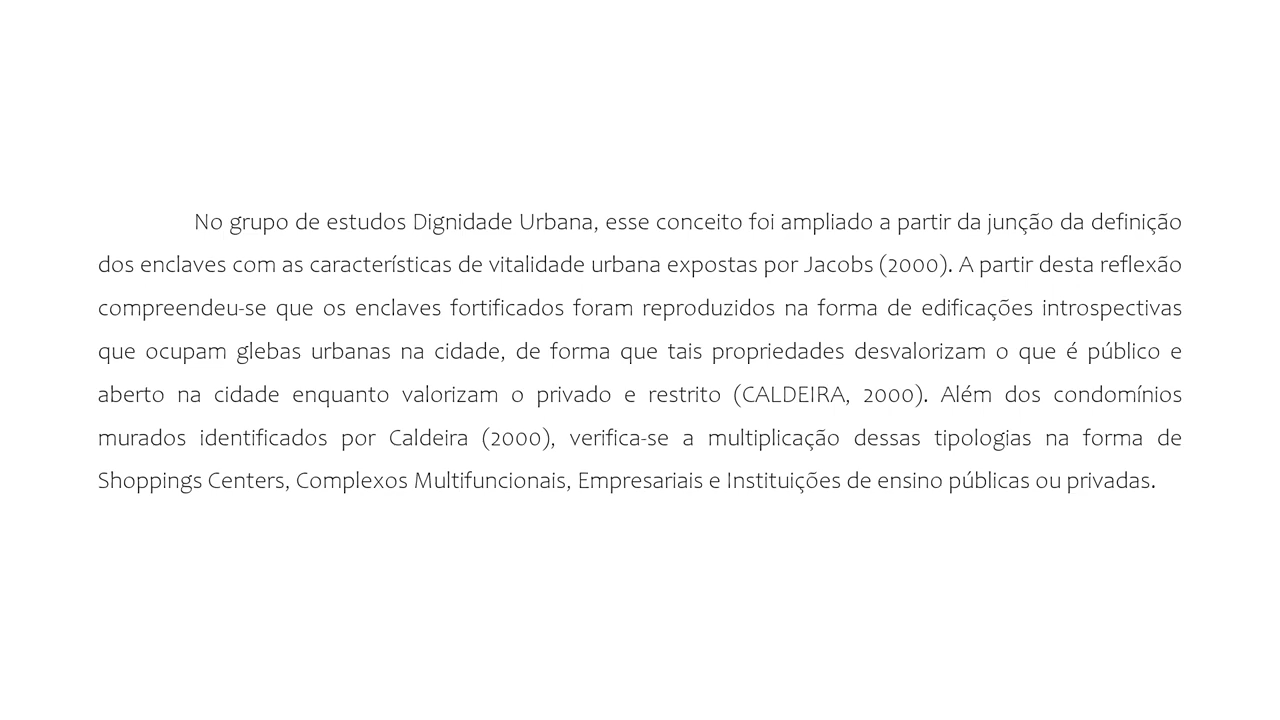 No grupo de estudos Dignidade Urbana, esse conceito foi ampliado a partir da junção da definição
dos enclaves com as características de vitalidade urbana expostas por Jacobs (2000). A partir desta reflexão
compreendeu-se que os enclaves fortificados foram reproduzidos na forma de edificações introspectivas
que ocupam glebas urbanas na cidade, de forma que tais propriedades desvalorizam o que é público e
aberto na cidade enquanto valorizam o privado e restrito (CALDEIRA, 2000). Além dos condomínios
murados identificados por Caldeira (2000), verifica-se a multiplicação dessas tipologias na forma de
Shoppings Centers, Complexos Multifuncionais, Empresariais e Instituições de ensino públicas ou privadas.